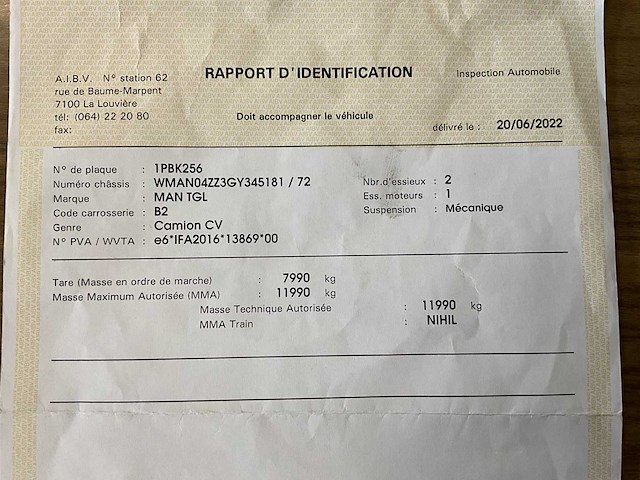 A.I.B.V. N° station 62
rue de Baume-Marpent
7100 La Louvière
tél: (064) 22 20 80
fax:
RAPPORT D'IDENTIFICATION
Doit accompagner le véhicule
Inspection Automobile
délivré le : 20/06/2022
N° de plaque : 1PBK256
Numéro châssis : WMAN04ZZ3GY345181 / 72
Marque : MAN TGL
Code carrosserie : B2
Genre : Camion CV
N° PVA / WVTA : e6*IFA2016*13869*00
Nbr.d'essieux : 2
Ess. moteurs : 1
Suspension : Mécanique
Tare (Masse en ordre de marche) : 7990 kg
Masse Maximum Autorisée (MMA) : 11990 kg
Masse Technique Autorisée : 11990 kg
MMA Train : NIHIL